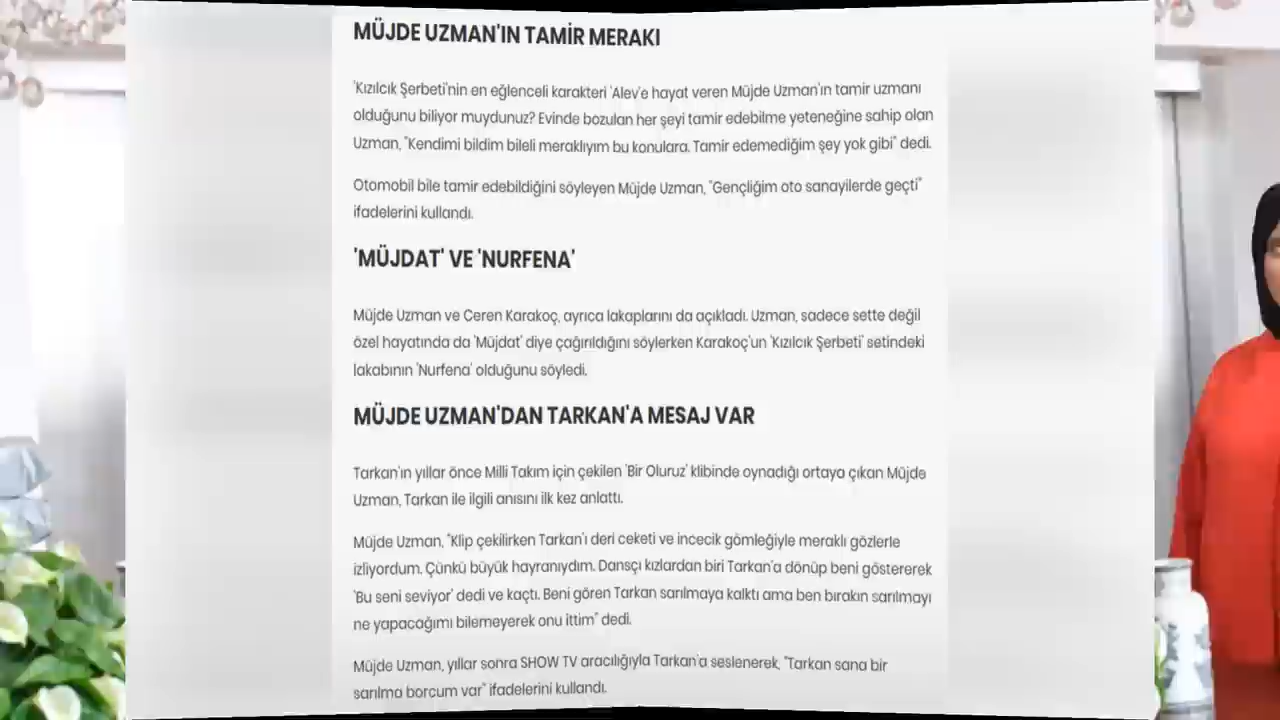 MÜJDE UZMAN'IN TAMİR MERAKI
'Kızılcık Şerbeti'nin en eğlenceli karakteri 'Alev'e hayat veren Müjde Uzman'ın tamir uzmanı
olduğunu biliyor muydunuz? Evinde bozulan her şeyi tamir edebilme yeteneğine sahip olan
Uzman, "Kendimi bildim bileli meraklıyım bu konulara. Tamir edemediğim şey yok gibi" dedi.
Otomobil bile tamir edebildiğini söyleyen Müjde Uzman, "Gençliğim oto sanayilerde geçti"
ifadelerini kullandı.
'MÜJDAT' VE 'NURFENA'
Müjde Uzman ve Ceren Karakoç, ayrıca lakaplarını da açıkladı. Uzman, sadece sette değil
özel hayatında da 'Müjdat' diye çağırıldığını söylerken Karakoç'un 'Kızılcık Şerbeti' setindeki
lakabının 'Nurfena' olduğunu söyledi.
MÜJDE UZMAN'DAN TARKAN'A MESAJ VAR
Tarkan'ın yıllar önce Milli Takım için çekilen 'Bir Oluruz' klibinde oynadığı ortaya çıkan Müjde
Uzman, Tarkan ile ilgili anısını ilk kez anlattı.
Müjde Uzman, "Klip çekilirken Tarkan'ı deri ceketi ve incecik gömleğiyle meraklı gözlerle
izliyordum. Çünkü büyük hayranıydım. Dansçı kızlardan biri Tarkan'a dönüp beni göstererek
'Bu seni seviyor' dedi ve kaçtı. Beni gören Tarkan sarılmaya kalktı ama ben bırakın sarılmayı
ne yapacağımı bilemeyerek onu ittim" dedi.
Müjde Uzman, yıllar sonra SHOW TV aracılığıyla Tarkan'a seslenerek, "Tarkan sana bir
sarılma borcum var" ifadelerini kullandı.